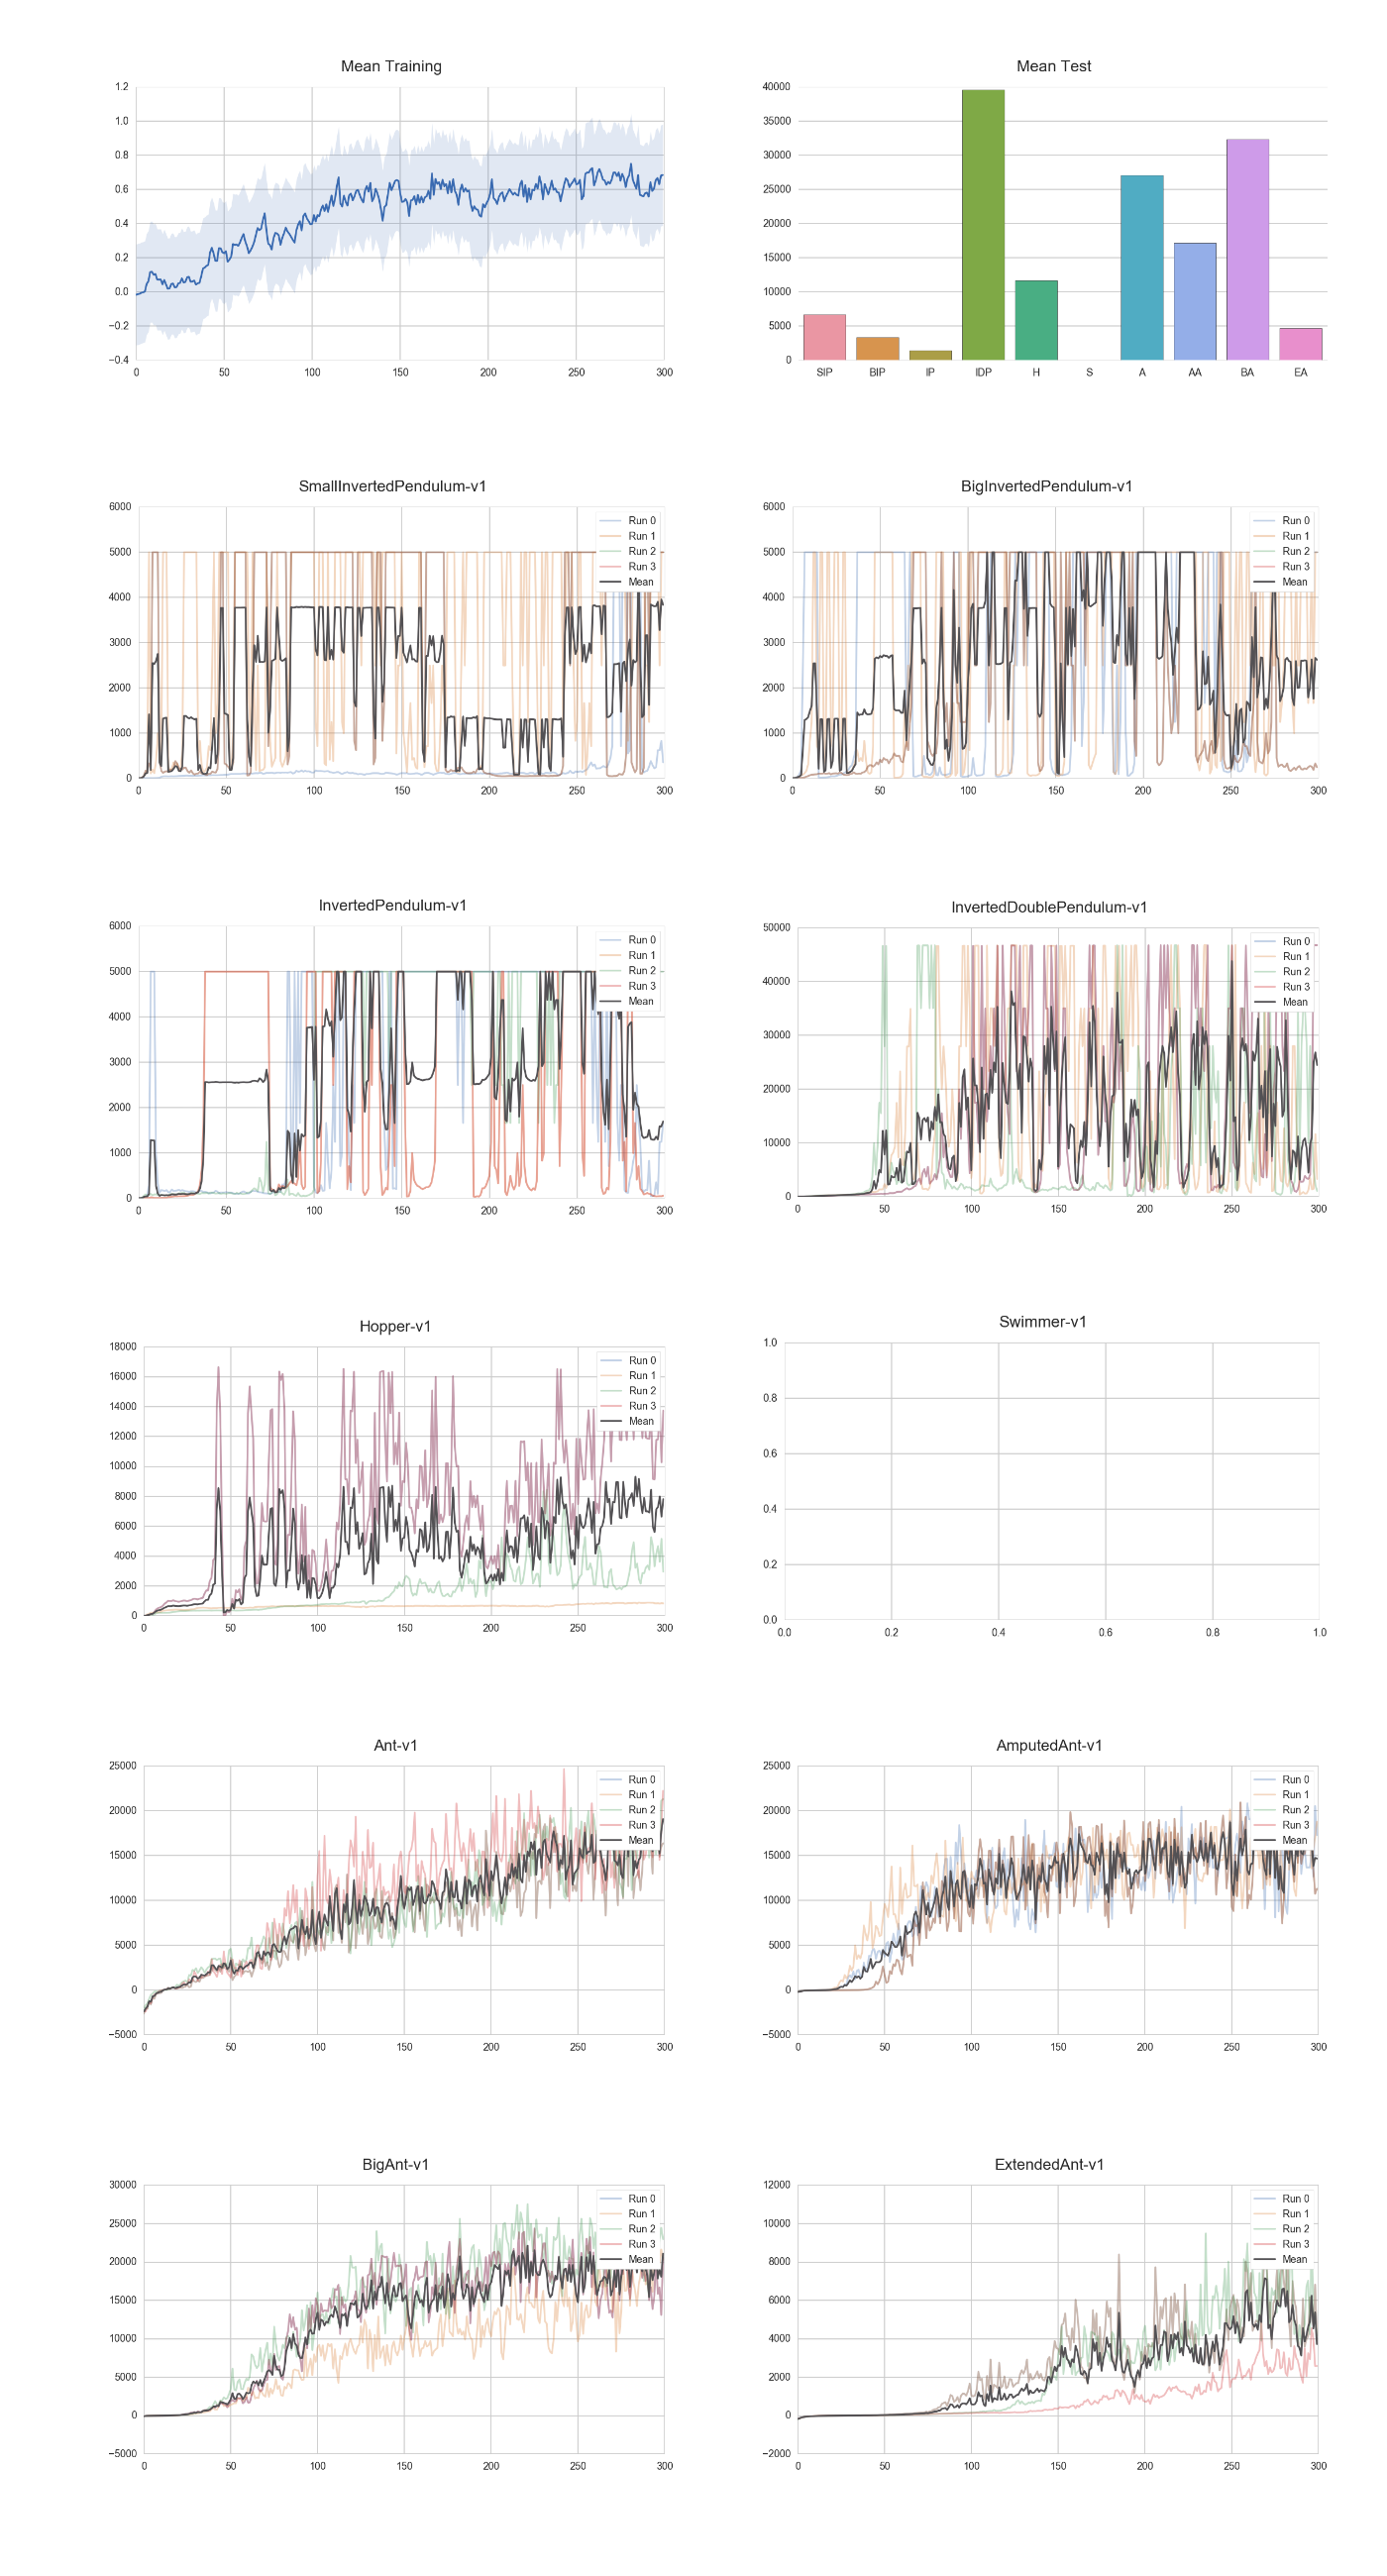 Mean Training
1.2
1.0
0.8
0.6
0.4
0.2
0.0
−0.2
−0.4
0 50 100 150 200 250 300
Mean Test
40000
35000
30000
25000
20000
15000
10000
5000
0
SIP BIP IP IDP H S A AA BA EA
SmallInvertedPendulum-v1
6000
5000
4000
3000
2000
1000
0
0 50 100 150 200 250 300
Run 0
Run 1
Run 2
Run 3
Mean
BigInvertedPendulum-v1
6000
5000
4000
3000
2000
1000
0
0 50 100 150 200 250 300
Run 0
Run 1
Run 2
Run 3
Mean
InvertedPendulum-v1
6000
5000
4000
3000
2000
1000
0
0 50 100 150 200 250 300
Run 0
Run 1
Run 2
Run 3
Mean
InvertedDoublePendulum-v1
50000
40000
30000
20000
10000
0
0 50 100 150 200 250 300
Run 0
Run 1
Run 2
Run 3
Mean
Hopper-v1
18000
16000
14000
12000
10000
8000
6000
4000
2000
0
0 50 100 150 200 250 300
Run 0
Run 1
Run 2
Run 3
Mean
Swimmer-v1
1.0
0.8
0.6
0.4
0.2
0.0
0.0 0.2 0.4 0.6 0.8 1.0
Ant-v1
25000
20000
15000
10000
5000
0
−5000
0 50 100 150 200 250 300
Run 0
Run 1
Run 2
Run 3
Mean
AmputedAnt-v1
25000
20000
15000
10000
5000
0
−5000
0 50 100 150 200 250 300
Run 0
Run 1
Run 2
Run 3
Mean
BigAnt-v1
30000
25000
20000
15000
10000
5000
0
−5000
0 50 100 150 200 250 300
Run 0
Run 1
Run 2
Run 3
Mean
ExtendedAnt-v1
12000
10000
8000
6000
4000
2000
0
−2000
0 50 100 150 200 250 300
Run 0
Run 1
Run 2
Run 3
Mean